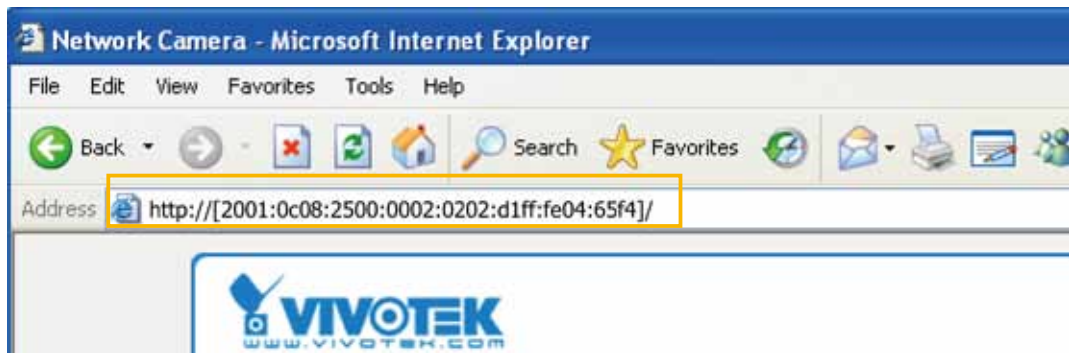 Network Camera - Microsoft Internet Explorer
File Edit View Favorites Tools Help
Back Search Favorites
Address http://[2001:0c08:2500:0002:0202:d1ff:fe04:65f4]/
VIVOTEK
www.vivotek.com